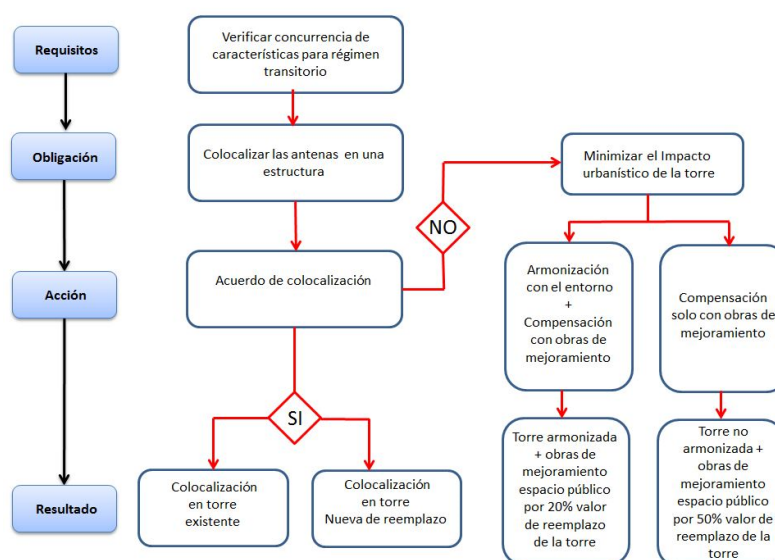 Requisitos
Verificar concurrencia de
características para régimen
transitorio
Obligación
Colocalizar las antenas en una
estructura
Minimizar el Impacto
urbanístico de la torre
NO
Acción
Acuerdo de colocalización
Armonización
con el entorno
+
Compensación
con obras de
mejoramiento
Compensación
solo con obras de
mejoramiento
SI
Resultado
Colocalización
en torre
existente
Colocalización
en torre
Nueva de reemplazo
Torre armonizada
+ obras de
mejoramiento
espacio público
por 20% valor
de reemplazo
de la torre
Torre no
armonizada +
obras de
mejoramiento
espacio público
por 50% valor de
reemplazo de la
torre